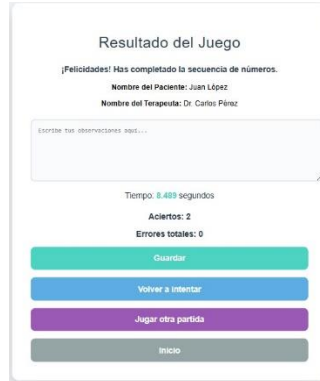 Resultado del Juego
¡Felicidades! Has completado la secuencia de números.
Nombre del Paciente: Juan López
Nombre del Terapeuta: Dr. Carlos Pérez
Escribe tus observaciones aquí...
Tiempo: 8.489 segundos
Aciertos: 2
Errores totales: 0
Guardar
Volver a Intentar
Jugar otra partida
Inicio